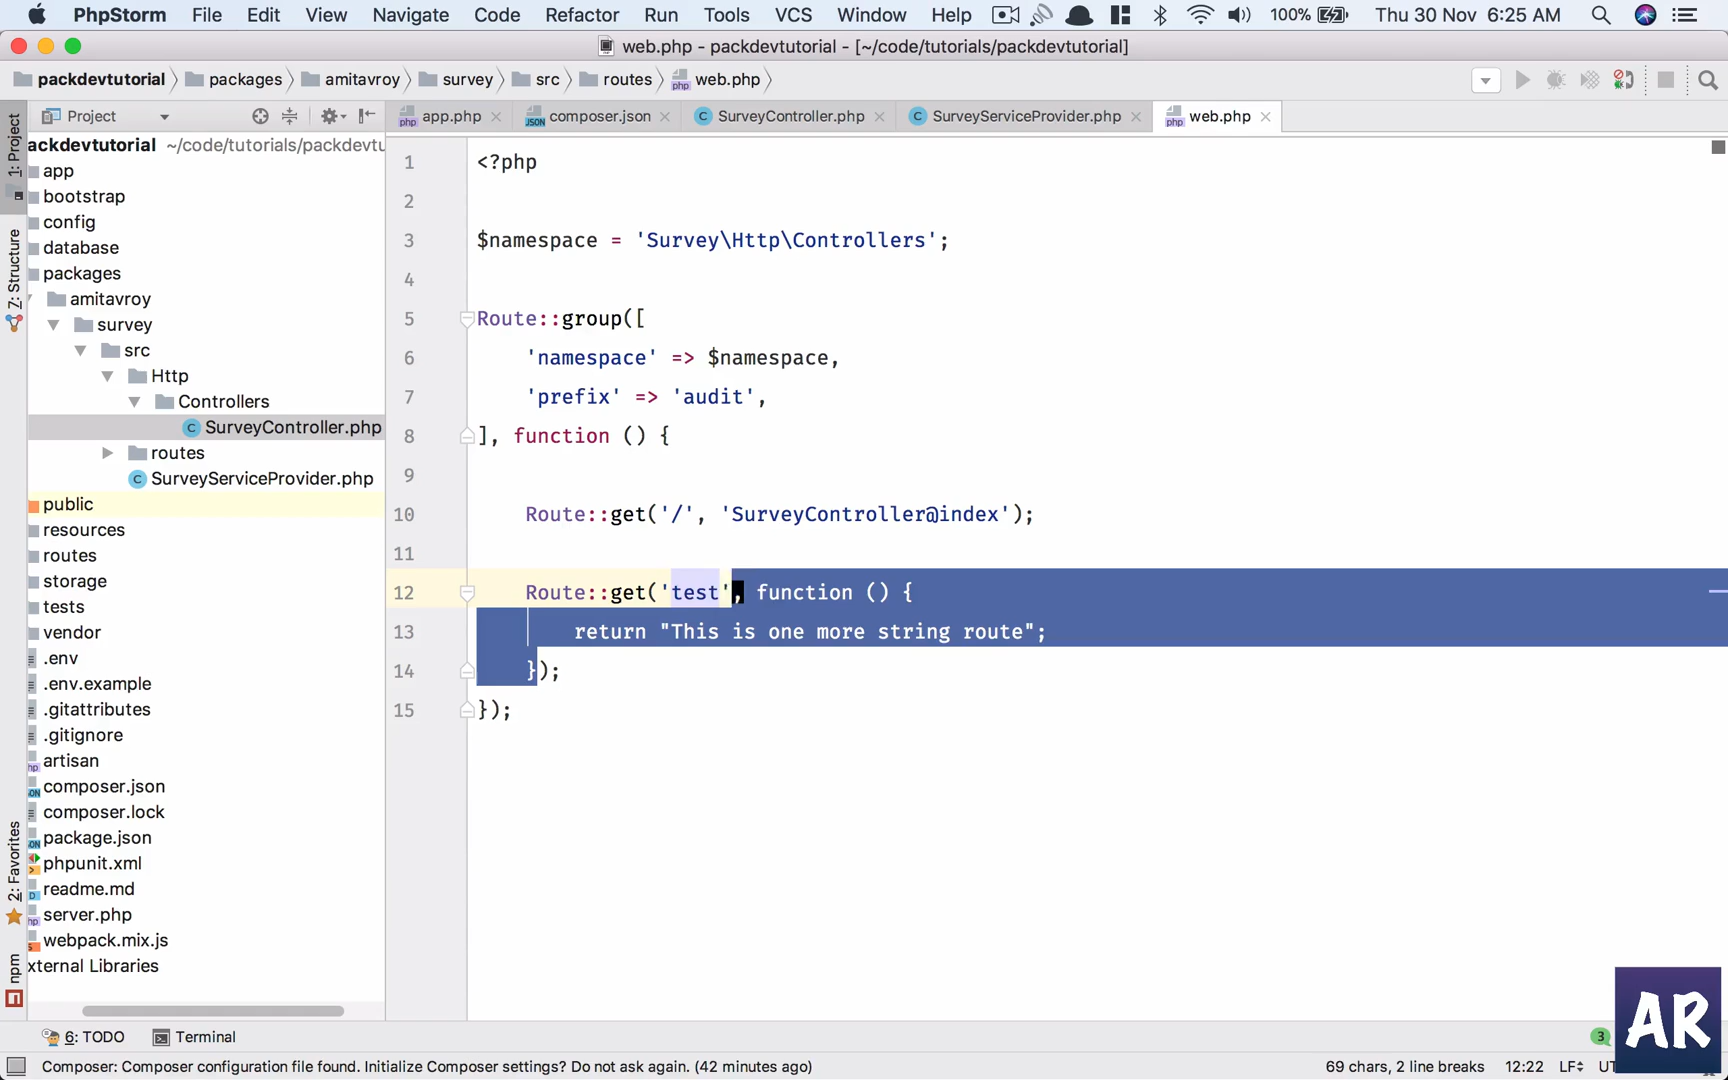 PhpStorm File Edit View Navigate Code Refactor Run Tools VCS Window Help 100% Thu 30 Nov 6:25 AM
web.php - packdevtutorial - [~/code/tutorials/packdevtutorial]
packdevtutorial packages amitavroy survey src routes web.php
Project
app.php composer.json SurveyController.php SurveyServiceProvider.php web.php
1: Project
7: Structure
2: Favorites
npm
ackdevtutorial ~/code/tutorials/packdevtu
app
bootstrap
config
database
packages
amitavroy
survey
src
Http
Controllers
SurveyController.php
routes
SurveyServiceProvider.php
public
resources
routes
storage
tests
vendor
.env
.env.example
.gitattributes
.gitignore
artisan
composer.json
composer.lock
package.json
phpunit.xml
readme.md
server.php
webpack.mix.js
xternal Libraries
1 <?php
2
3 $namespace = 'Survey\Http\Controllers';
4
5 Route::group([
6 'namespace' => $namespace,
7 'prefix' => 'audit',
8 ], function () {
9
10 Route::get('/', 'SurveyController@index');
11
12 Route::get('test', function () {
13 return "This is one more string route";
14 });
15 });
6: TODO Terminal 3
Composer: Composer configuration file found. Initialize Composer settings? Do not ask again. (42 minutes ago) 69 chars, 2 line breaks 12:22 LF
AR